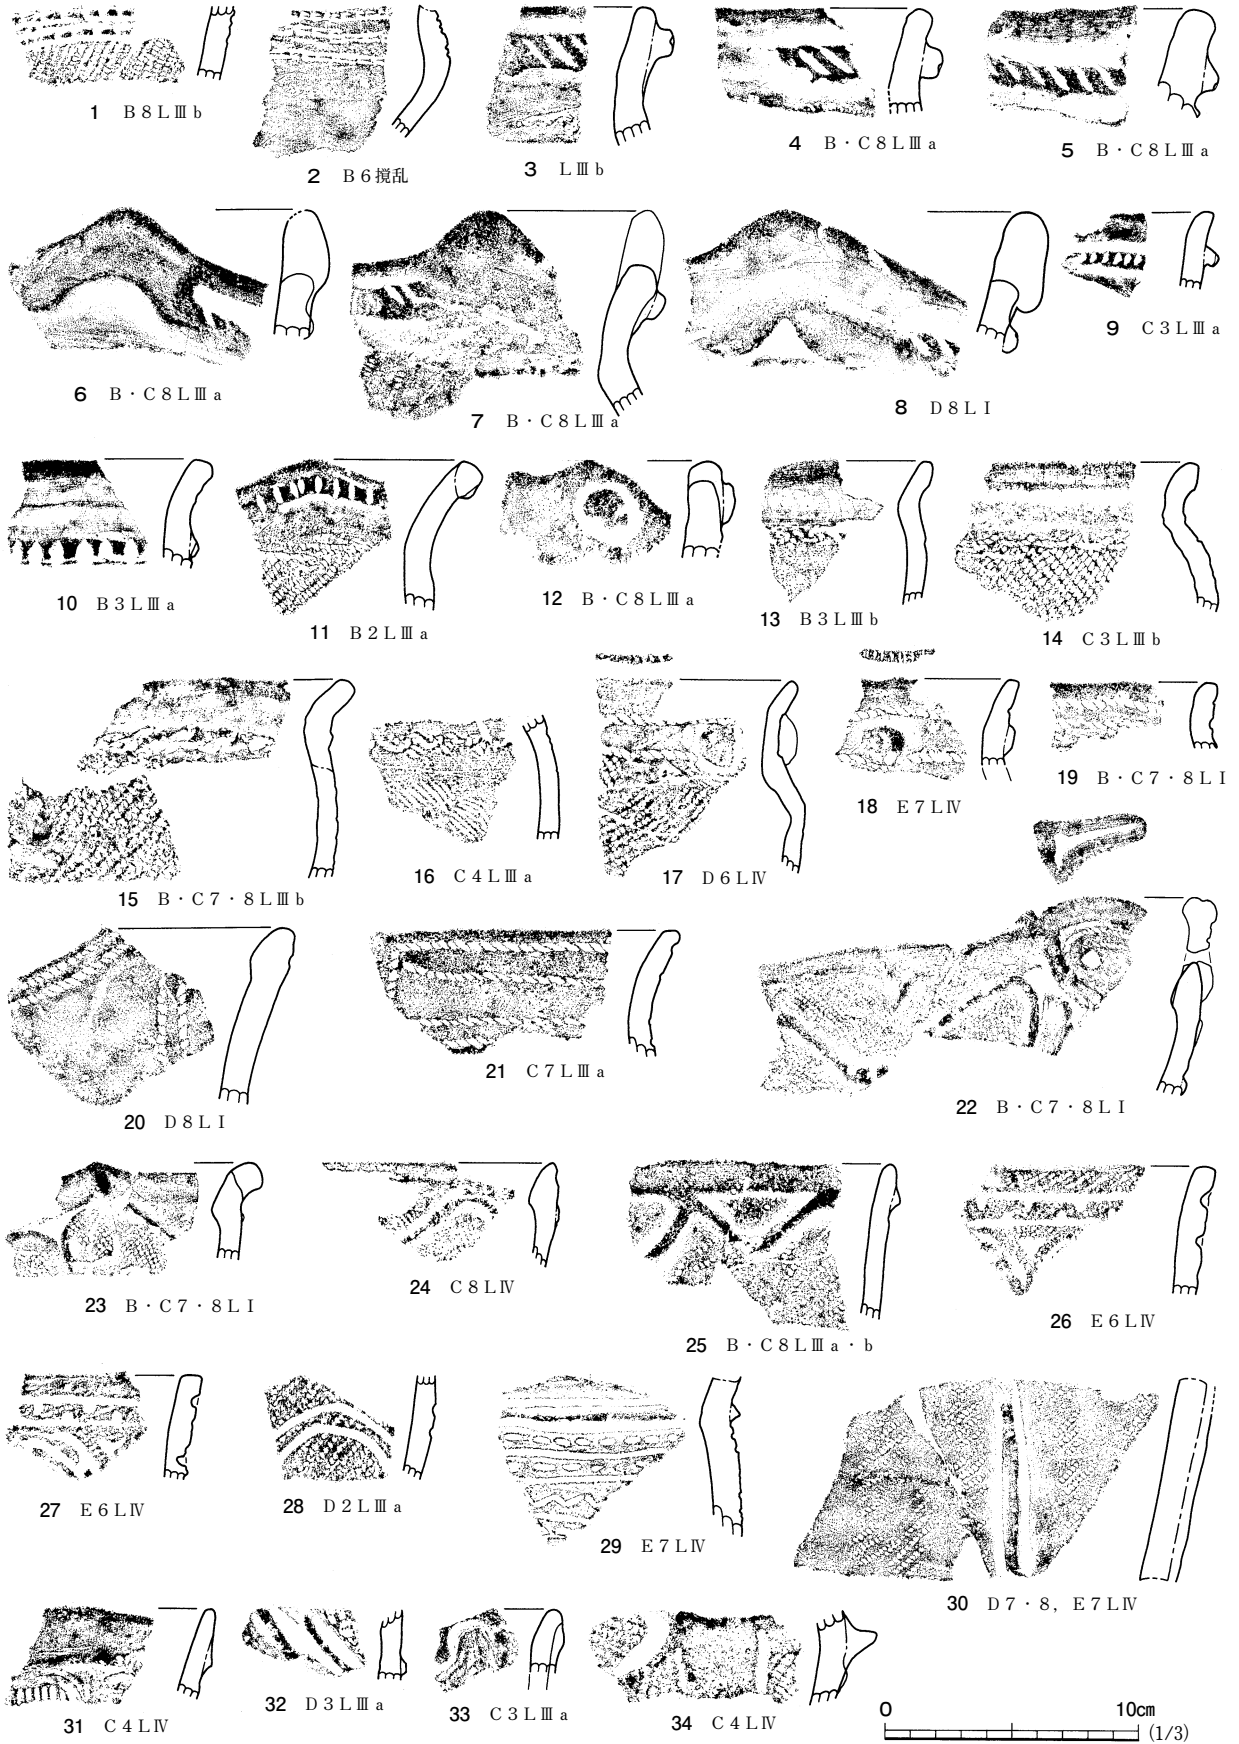 1 B8LⅢb
2 B6撹乱
3 LⅢb
4 B・C8LⅢa
5 B・C8LⅢa
6 B・C8LⅢa
7 B・C8LⅢa
8 D8LⅠ
9 C3LⅢa
10 B3LⅢa
11 B2LⅢa
12 B・C8LⅢa
13 B3LⅢb
14 C3LⅢb
15 B・C7・8LⅢb
16 C4LⅢa
17 D6LⅣ
18 E7LⅣ
19 B・C7・8LⅠ
20 D8LⅠ
21 C7LⅢa
22 B・C7・8LⅠ
23 B・C7・8LⅠ
24 C8LⅣ
25 B・C8LⅢa・b
26 E6LⅣ
27 E6LⅣ
28 D2LⅢa
29 E7LⅣ
30 D7・8, E7LⅣ
31 C4LⅣ
32 D3LⅢa
33 C3LⅢa
34 C4LⅣ
0 10cm
(1/3)